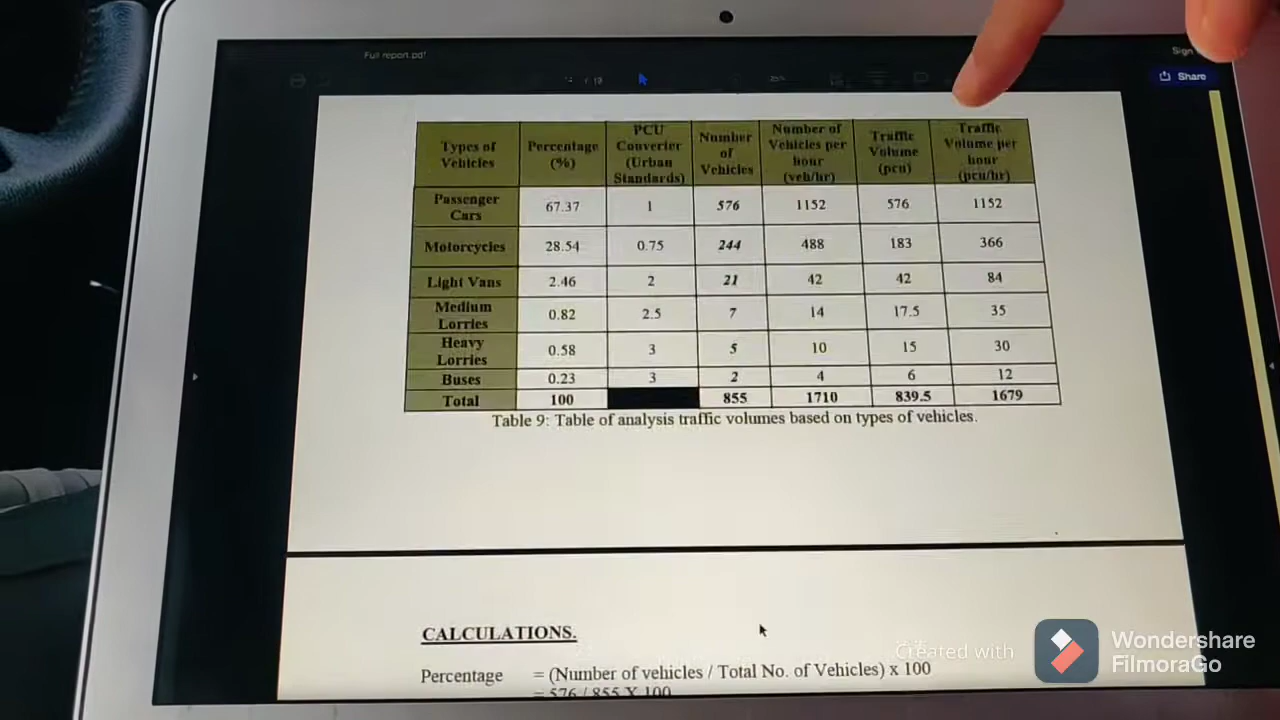 Full report.pdf
Sign
/ 19
Share
Types of Vehicles | Percentage (%) | PCU Converter (Urban Standards) | Number of Vehicles | Number of Vehicles per hour (veh/hr) | Traffic Volume (pcu) | Traffic Volume per hour (pcu/hr)
Passenger Cars | 67.37 | 1 | 576 | 1152 | 576 | 1152
Motorcycles | 28.54 | 0.75 | 244 | 488 | 183 | 366
Light Vans | 2.46 | 2 | 21 | 42 | 42 | 84
Medium Lorries | 0.82 | 2.5 | 7 | 14 | 17.5 | 35
Heavy Lorries | 0.58 | 3 | 5 | 10 | 15 | 30
Buses | 0.23 | 3 | 2 | 4 | 6 | 12
Total | 100 | 855 | 1710 | 839.5 | 1679
Table 9: Table of analysis traffic volumes based on types of vehicles.
CALCULATIONS.
Percentage = (Number of vehicles / Total No. of Vehicles) x 100
= 576 / 855 X 100
Created with
Wondershare
FilmoraGo